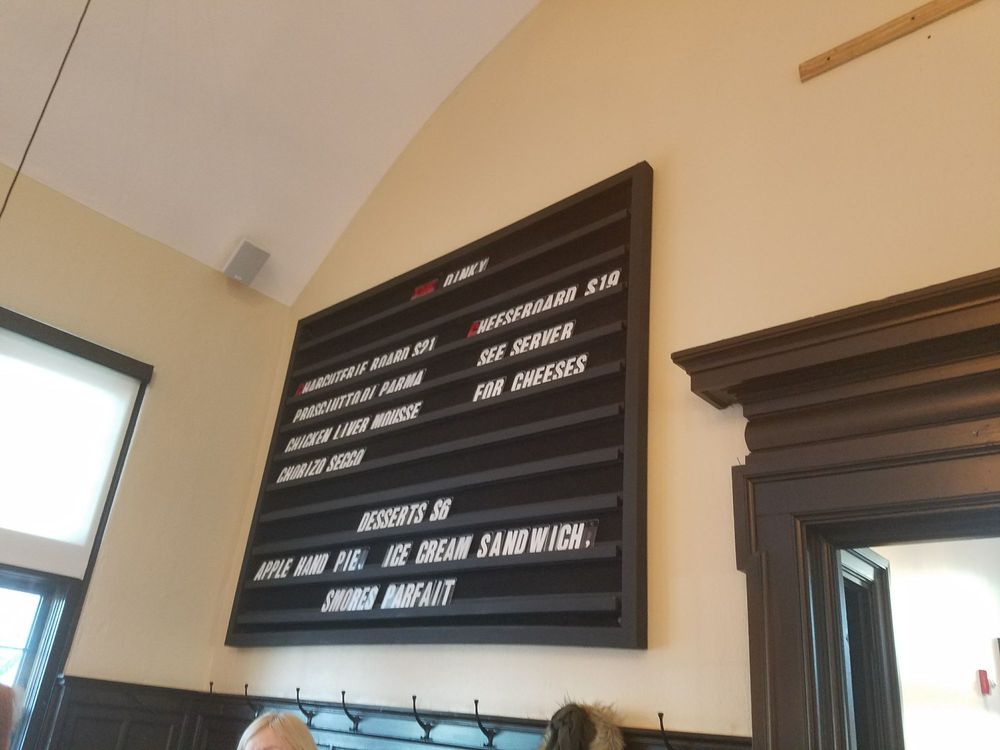 THE DINKY
CHARCUTERIE BOARD $21
PROSCIUTTO DI PARMA
CHICKEN LIVER MOUSSE
CHORIZO SECCO
CHEESEBOARD $19
SEE SERVER
FOR CHEESES
DESSERTS $6
APPLE HAND PIE, ICE CREAM SANDWICH,
SMORES PARFAIT